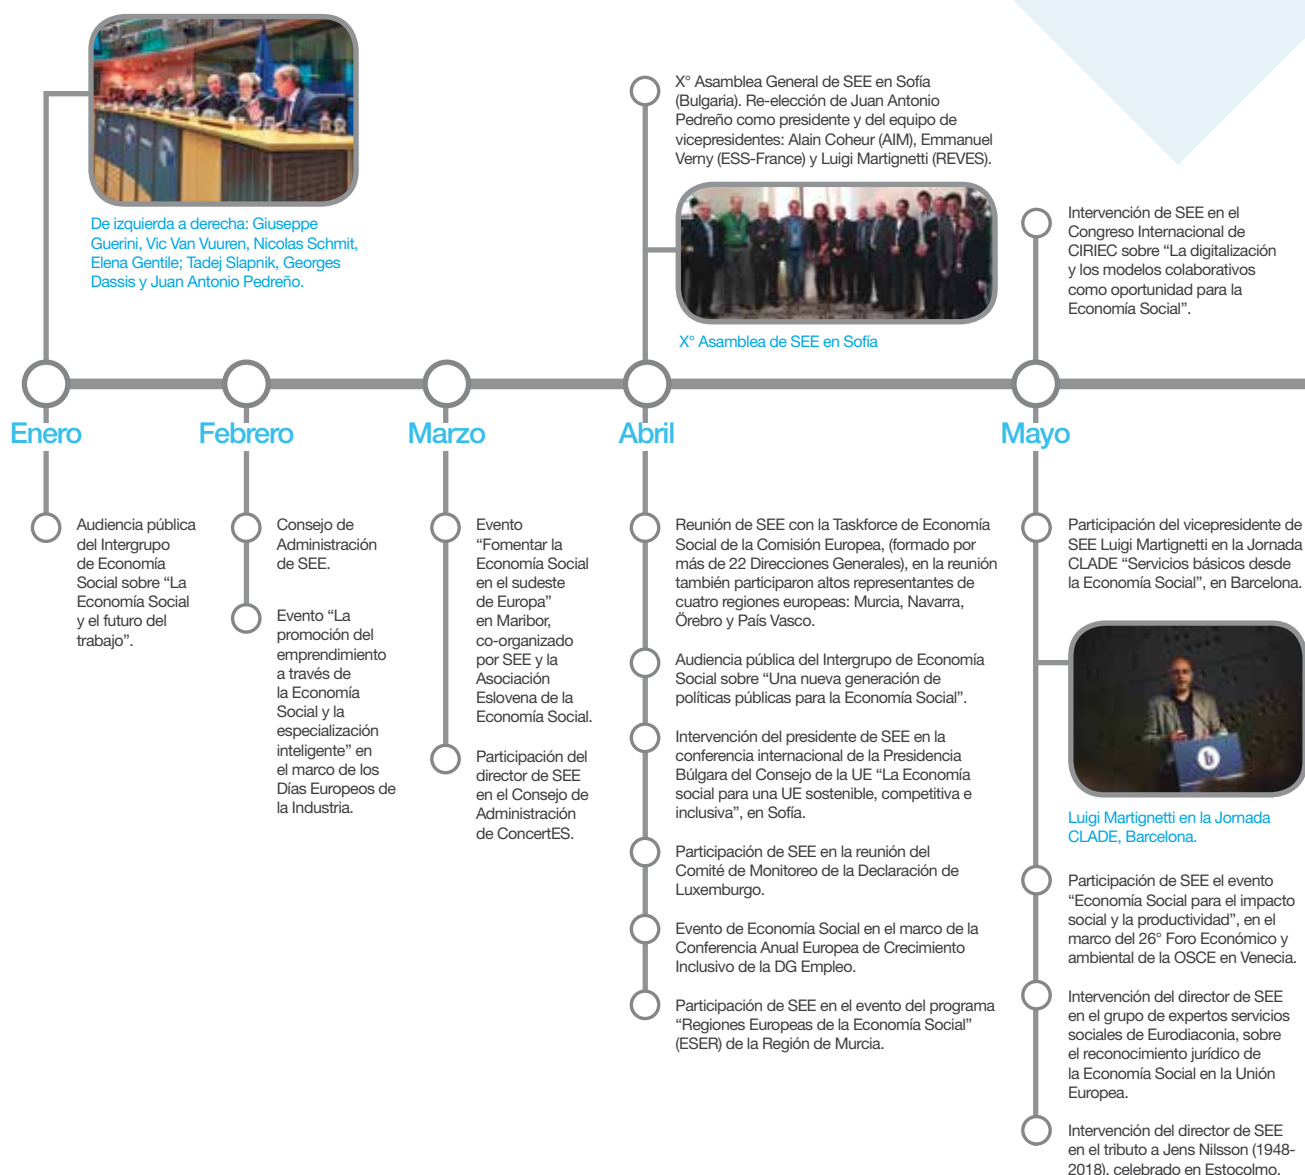 De izquierda a derecha: Giuseppe
Guerini, Vic Van Vuuren, Nicolas Schmit,
Elena Gentile; Tadej Slapnik, Georges
Dassis y Juan Antonio Pedreño.
X° Asamblea General de SEE en Sofía
(Bulgaria). Re-elección de Juan Antonio
Pedreño como presidente y del equipo de
vicepresidentes: Alain Coheur (AIM), Emmanuel
Verny (ESS-France) y Luigi Martignetti (REVES).
X° Asamblea de SEE en Sofía
Intervención de SEE en el
Congreso Internacional de
CIRIEC sobre “La digitalización
y los modelos colaborativos
como oportunidad para la
Economía Social”.
Enero
Audiencia pública
del Intergrupo
de Economía
Social sobre “La
Economía Social
y el futuro del
trabajo”.
Febrero
Consejo de
Administración
de SEE.
Evento “La
promoción del
emprendimiento
a través de
la Economía
Social y la
especialización
inteligente” en
el marco de los
Días Europeos de
la Industria.
Marzo
Evento
“Fomentar la
Economía Social
en el sudeste
de Europa”
en Maribor,
co-organizado
por SEE y la
Asociación
Eslovena de la
Economía Social.
Participación del
director de SEE
en el Consejo de
Administración
de ConcertES.
Abril
Reunión de SEE con la Taskforce de Economía
Social de la Comisión Europea, (formado por
más de 22 Direcciones Generales), en la reunión
también participaron altos representantes de
cuatro regiones europeas: Murcia, Navarra,
Örebro y País Vasco.
Audiencia pública del Intergrupo de Economía
Social sobre “Una nueva generación de
políticas públicas para la Economía Social”.
Intervención del presidente de SEE en la
conferencia internacional de la Presidencia
Búlgara del Consejo de la UE “La Economía
social para una UE sostenible, competitiva e
inclusiva”, en Sofía.
Participación de SEE en la reunión del
Comité de Monitoreo de la Declaración de
Luxemburgo.
Evento de Economía Social en el marco de la
Conferencia Anual Europea de Crecimiento
Inclusivo de la DG Empleo.
Participación de SEE en el evento del programa
“Regiones Europeas de la Economía Social”
(ESER) de la Región de Murcia.
Mayo
Participación del vicepresidente de
SEE Luigi Martignetti en la Jornada
CLADE “Servicios básicos desde
la Economía Social”, en Barcelona.
b
Luigi Martignetti en la Jornada
CLADE, Barcelona.
Participación de SEE el evento
“Economía Social para el impacto
social y la productividad”, en el
marco del 26° Foro Económico y
ambiental de la OSCE en Venecia.
Intervención del director de SEE
en el grupo de expertos servicios
sociales de Eurodiaconia, sobre
el reconocimiento jurídico de
la Economía Social en la Unión
Europea.
Intervención del director de SEE
en el tributo a Jens Nilsson (1948-
2018), celebrado en Estocolmo.